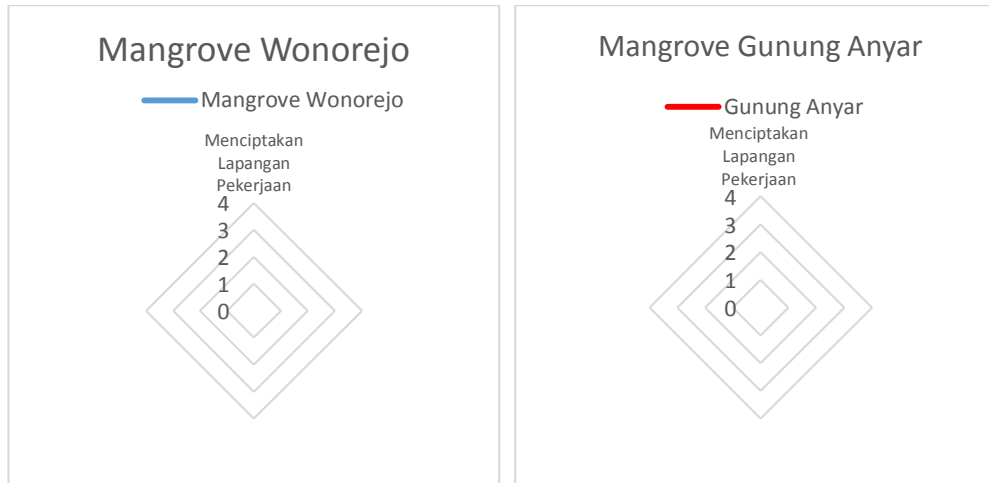 Mangrove Wonorejo
Mangrove Wonorejo
Menciptakan
Lapangan
Pekerjaan
4
3
2
1
0
Mangrove Gunung Anyar
Gunung Anyar
Menciptakan
Lapangan
Pekerjaan
4
3
2
1
0